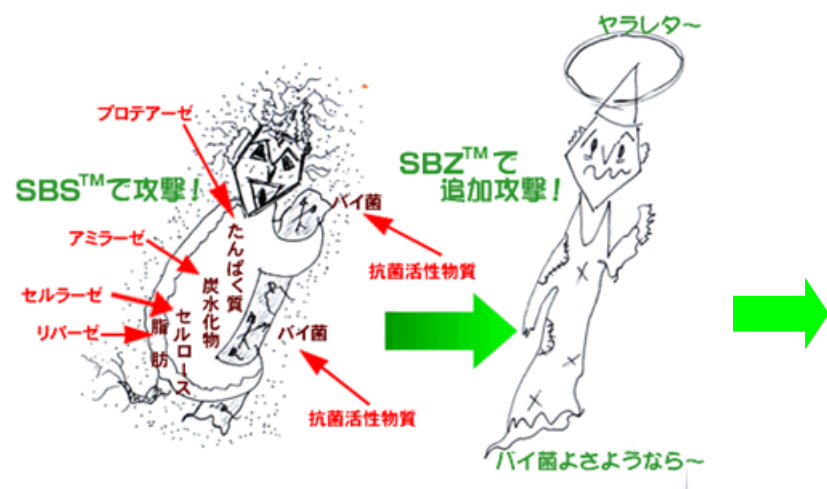 ヤラレタ～
プロテアーゼ
SBS™で攻撃！
SBZ™で
追加攻撃！
バイ菌
たんぱく質
アミラーゼ
抗菌活性物質
炭水化物
セルラーゼ
セルロース
リパーゼ
脂肪
バイ菌
抗菌活性物質
バイ菌よさようなら～